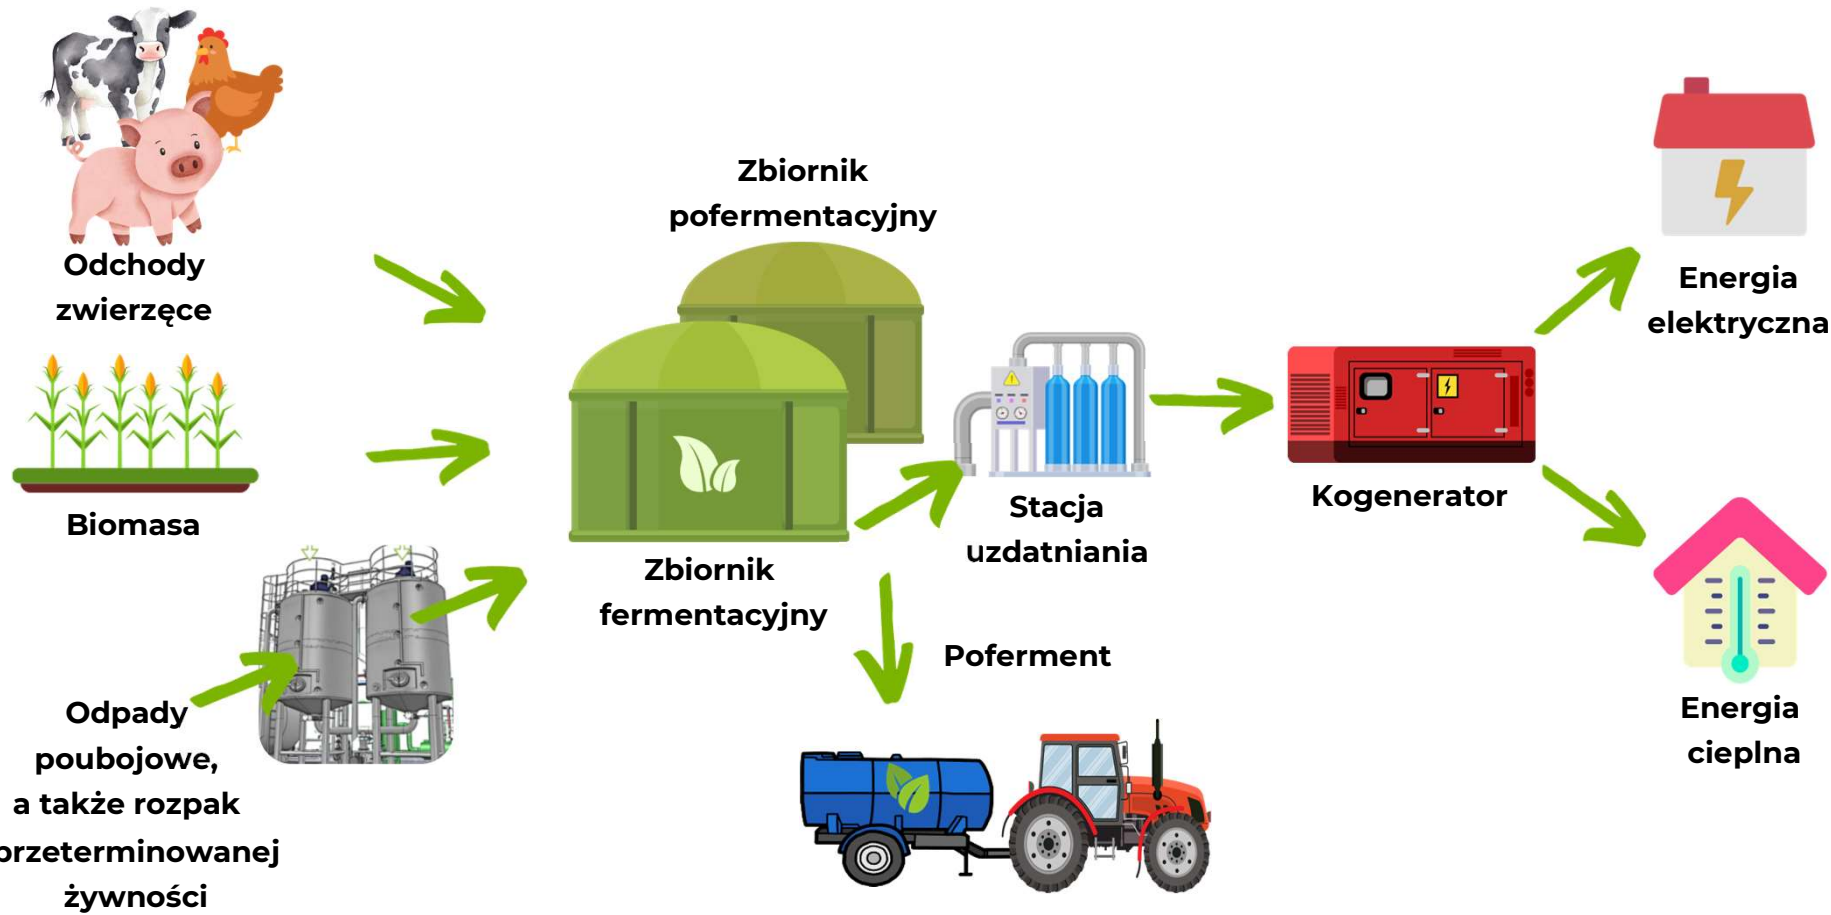 Odchody
zwierzęce
Biomasa
Odpady
poubojowe,
a także rozpak
przeterminowanej
żywności
Zbiornik
pofermentacyjny
Zbiornik
fermentacyjny
Stacja
uzdatniania
Poferment
Kogenerator
Energia
elektryczna
Energia
cieplna